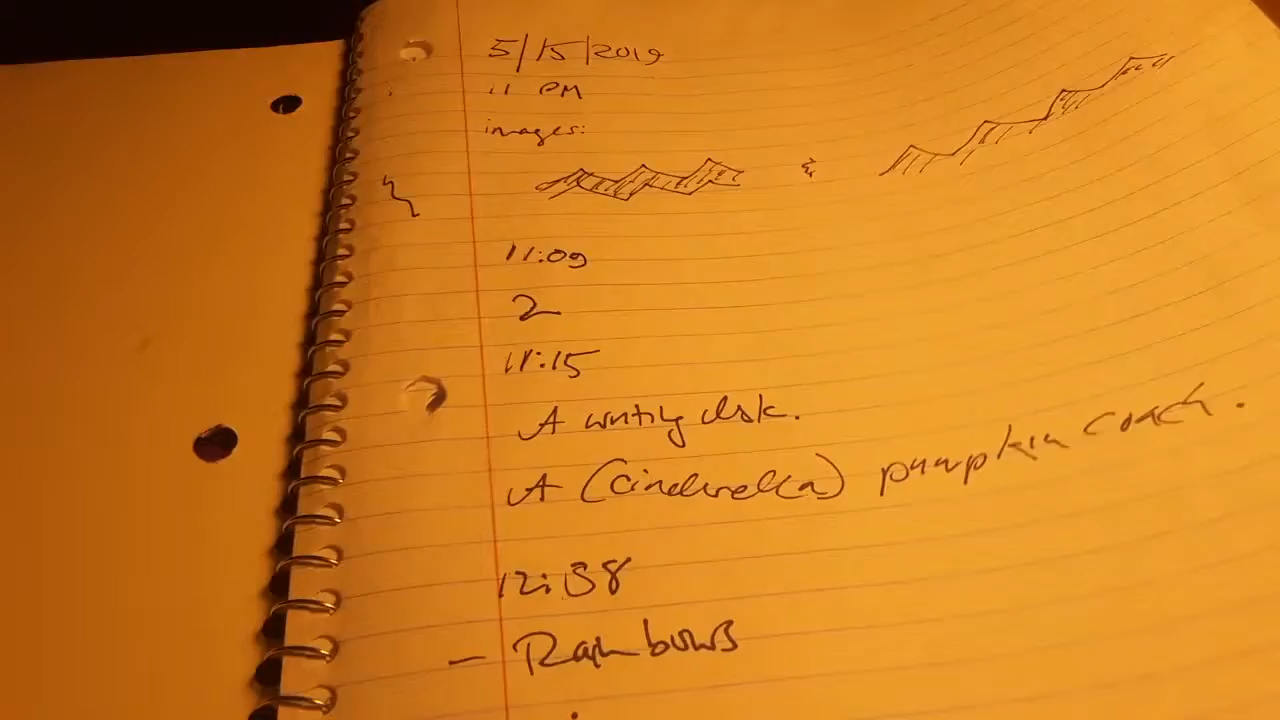 5/15/2019
11 PM
images:
&
11:09
2
11:15
A writing desk.
A (cinderella) pumpkin coach.
12:38
- Rainbows